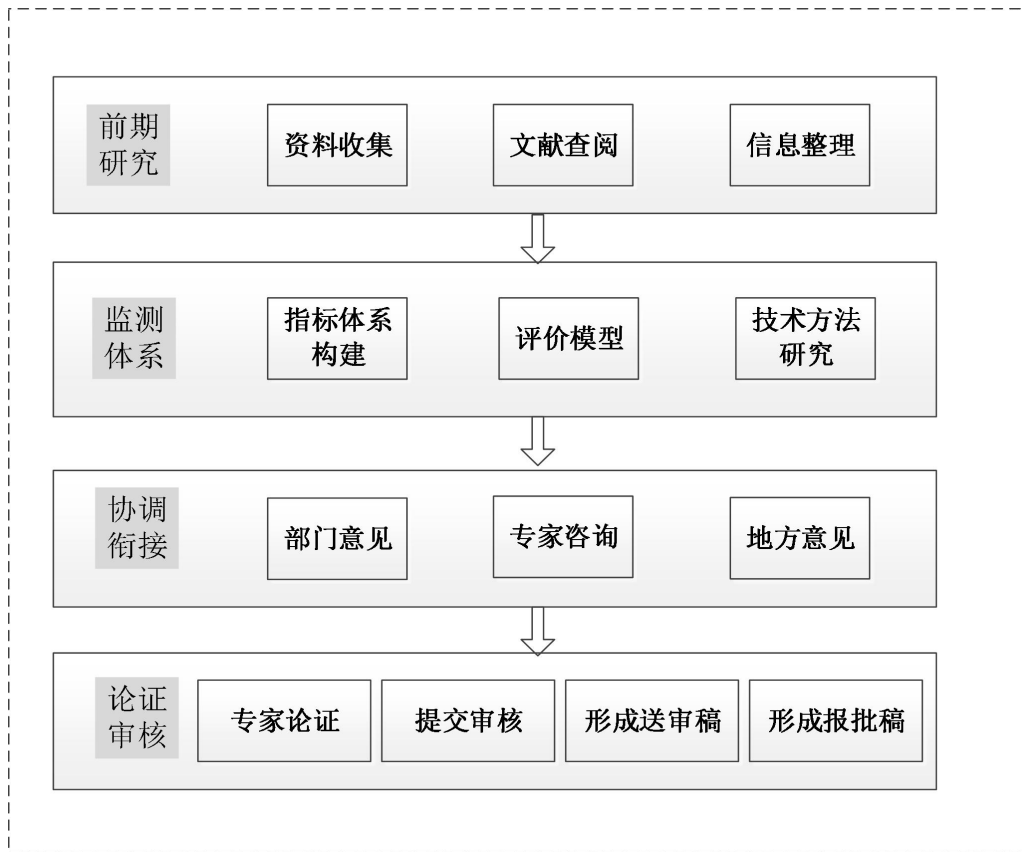 前期
研究
资料收集
文献查阅
信息整理
监测
体系
指标体系
构建
评价模型
技术方法
研究
协调
衔接
部门意见
专家咨询
地方意见
论证
审核
专家论证
提交审核
形成送审稿
形成报批稿